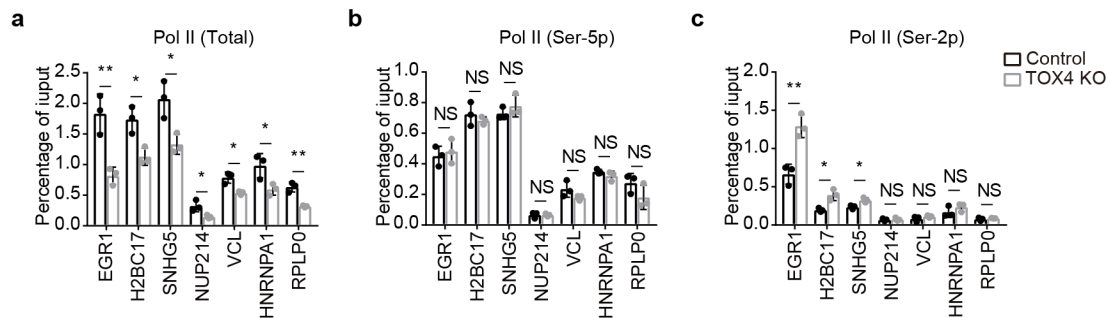 a
Pol II (Total)
Percentage of iuput
2.5
2.0
1.5
1.0
0.5
0.0
**
*
*
*
*
*
**
EGR1
H2BC17
SNHG5
NUP214
VCL
HNRNPA1
RPLP0
b
Pol II (Ser-5p)
Percentage of iuput
1.0
0.8
0.6
0.4
0.2
0.0
NS
NS
NS
NS
NS
NS
NS
EGR1
H2BC17
SNHG5
NUP214
VCL
HNRNPA1
RPLP0
c
Pol II (Ser-2p)
Percentage of iuput
2.0
1.5
1.0
0.5
0.0
**
*
*
NS
NS
NS
NS
EGR1
H2BC17
SNHG5
NUP214
VCL
HNRNPA1
RPLP0
Control
TOX4 KO